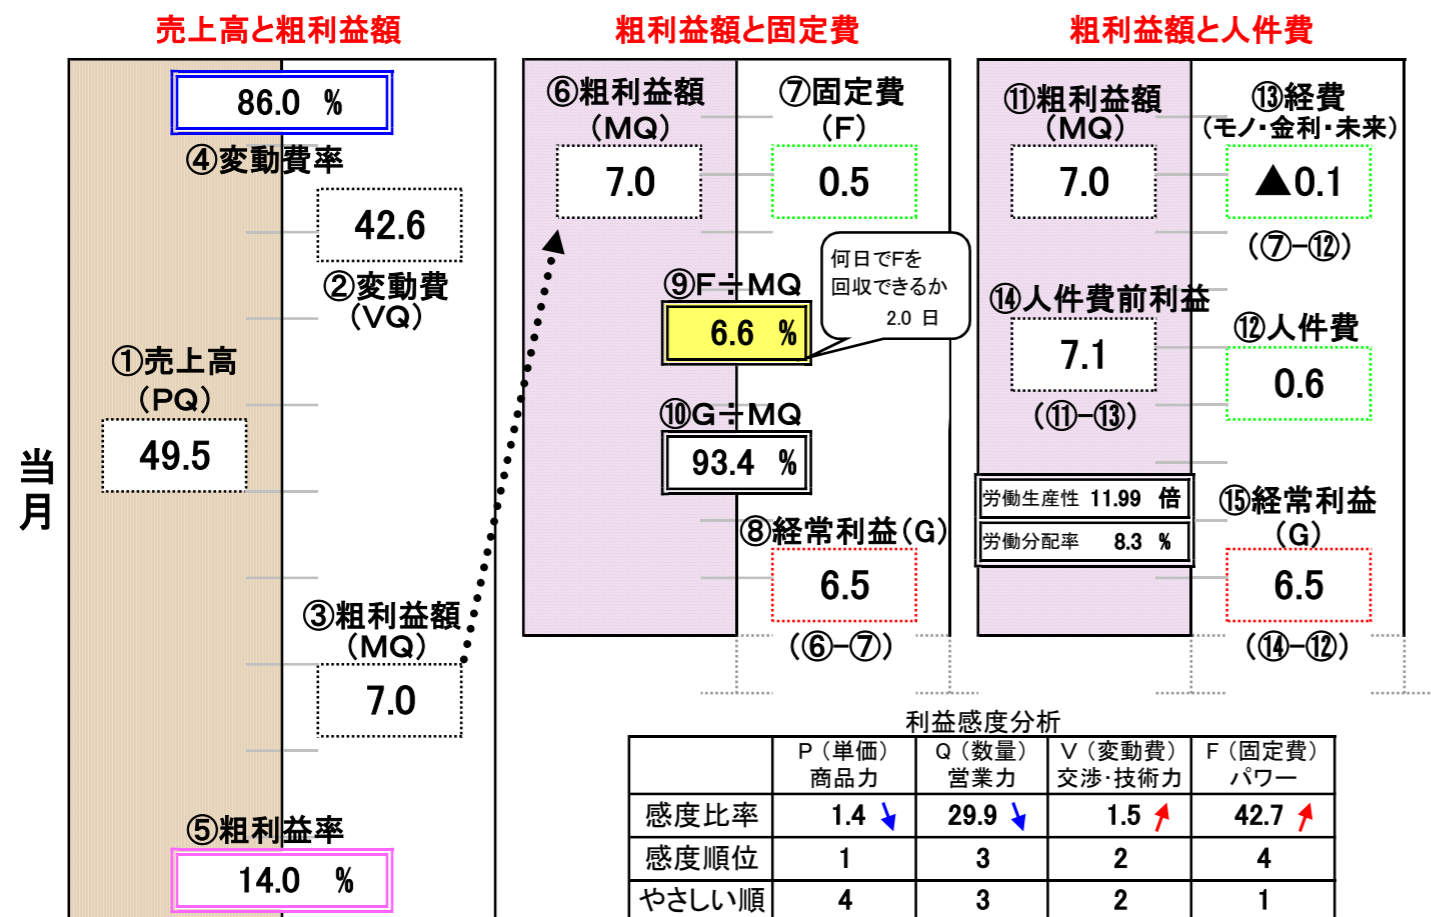 売上高と粗利益額
粗利益額と固定費
粗利益額と人件費
当月
86.0 %
④変動費率
42.6
②変動費
(VQ)
①売上高
(PQ)
49.5
③粗利益額
(MQ)
7.0
⑤粗利益率
14.0 %
⑥粗利益額
(MQ)
7.0
⑦固定費
(F)
0.5
何日でFを
回収できるか
2.0 日
⑨F÷MQ
6.6 %
⑩G÷MQ
93.4 %
⑧経常利益(G)
6.5
(⑥-⑦)
⑪粗利益額
(MQ)
7.0
⑬経費
(モノ・金利・未来)
▲0.1
(⑦-⑫)
⑭人件費前利益
7.1
(⑪-⑬)
⑫人件費
0.6
労働生産性 11.99 倍
労働分配率 8.3 %
⑮経常利益
(G)
6.5
(⑭-⑫)
利益感度分析
P(単価) Q(数量) V(変動費) F(固定費)
商品力 営業力 交渉・技術力 パワー
感度比率 1.4 29.9 1.5 42.7
感度順位 1 3 2 4
やさしい順 4 3 2 1